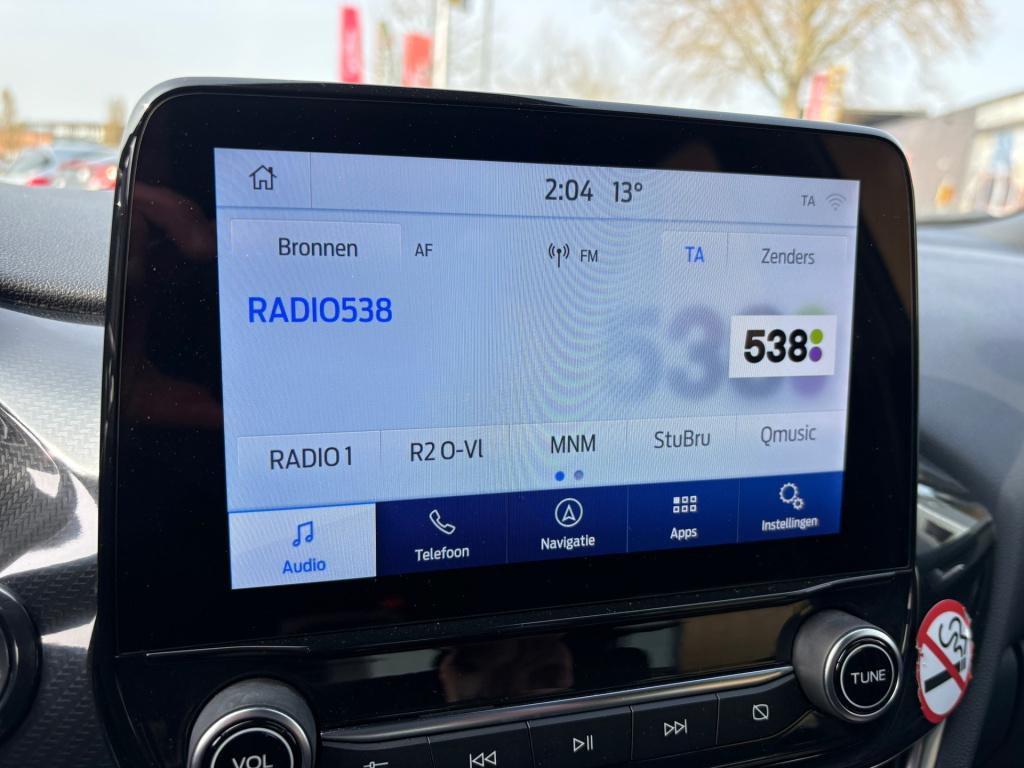 2:04 13°
TA
Bronnen AF FM TA Zenders
RADIO538
538
538
RADIO 1 R2 O-Vl MNM StuBru Qmusic
Audio Telefoon Navigatie Apps Instellingen
TUNE
VOL